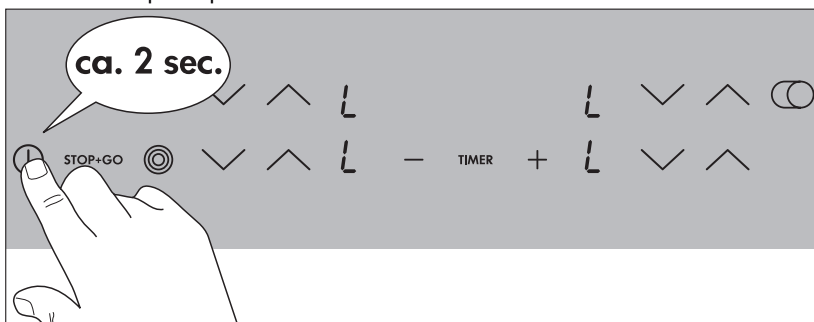 ca. 2 sec.
L L
STOP+GO L – TIMER + L